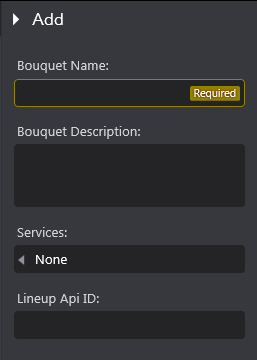 Add
Bouquet Name:
Required
Bouquet Description:
Services:
None
Lineup Api ID: